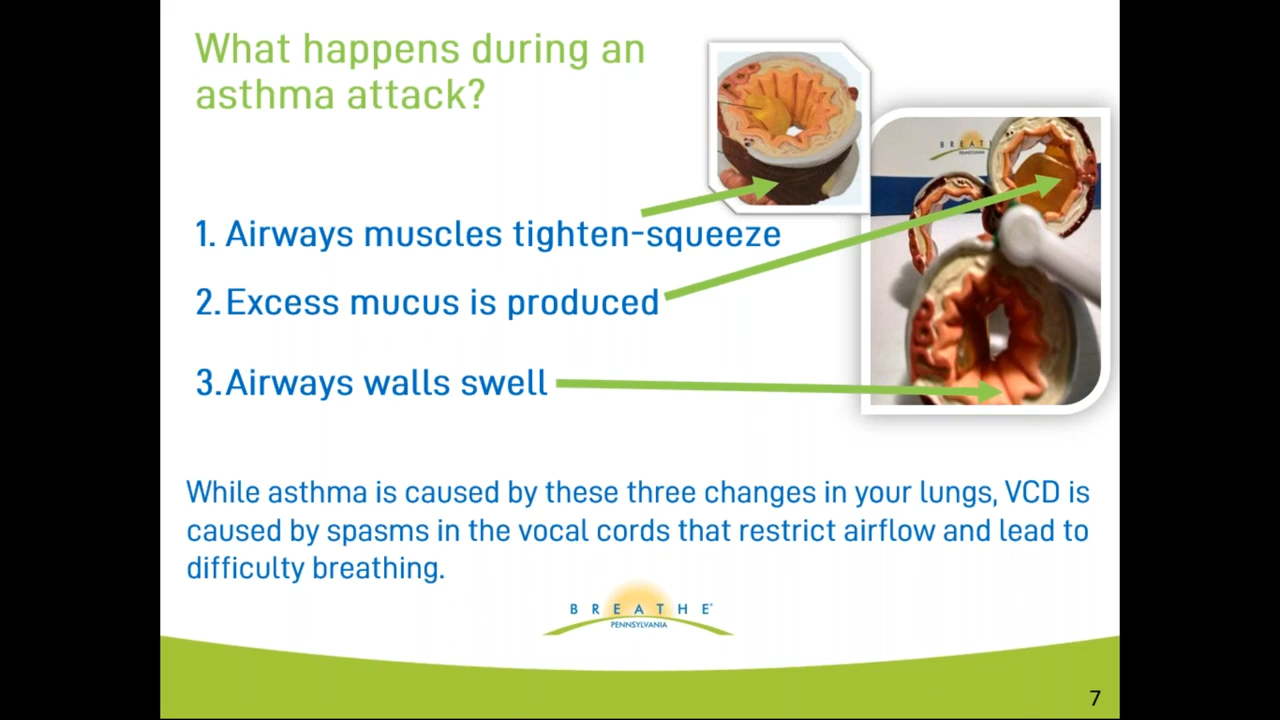 What happens during an
asthma attack?
1. Airways muscles tighten-squeeze
2. Excess mucus is produced
3. Airways walls swell
While asthma is caused by these three changes in your lungs, VCD is
caused by spasms in the vocal cords that restrict airflow and lead to
difficulty breathing.
BREATHE
PENNSYLVANIA
7